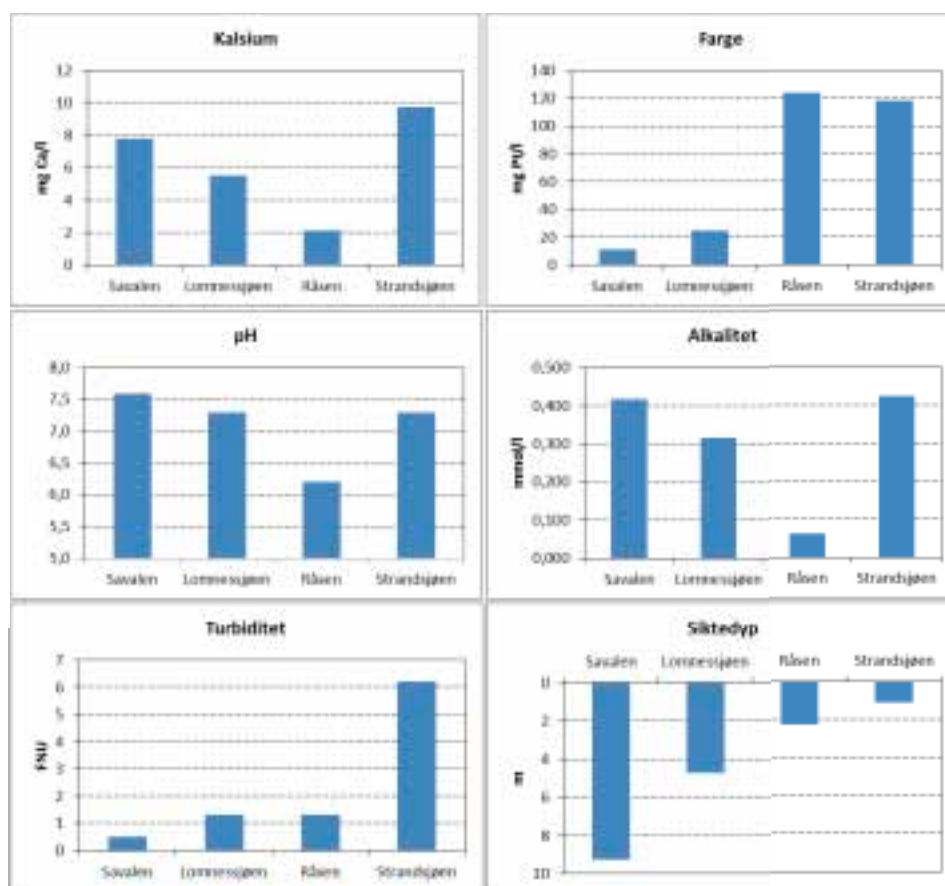 Kalsium
mg Ca/l
12
10
8
6
4
2
0
Savalen Lomnessjøen Råsen Strandsjøen
Farge
mg Pt/l
140
120
100
80
60
40
20
0
Savalen Lomnessjøen Råsen Strandsjøen
pH
8,0
7,5
7,0
6,5
6,0
5,5
5,0
Savalen Lomnessjøen Råsen Strandsjøen
Alkalitet
mmol/l
0,500
0,400
0,300
0,200
0,100
0,000
Savalen Lomnessjøen Råsen Strandsjøen
Turbiditet
FNU
7
6
5
4
3
2
1
0
Savalen Lomnessjøen Råsen Strandsjøen
Siktedyp
Savalen Lomnessjøen Råsen Strandsjøen
m
0
2
4
6
8
10